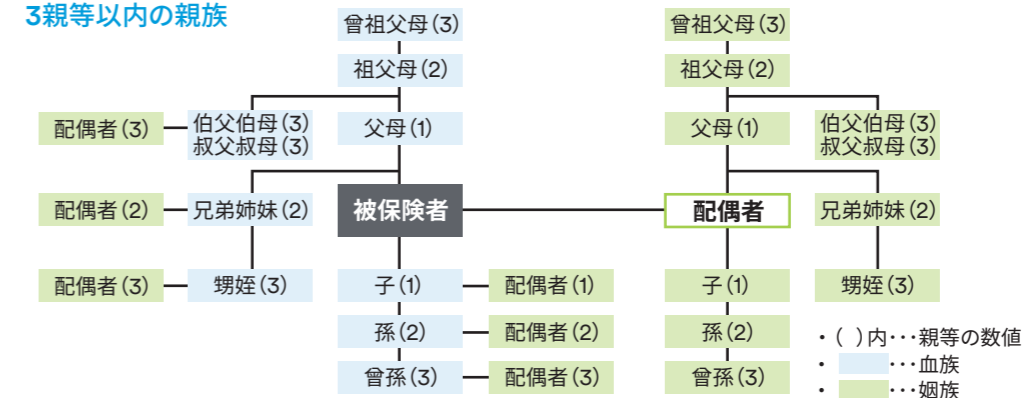 3親等以内の親族
曾祖父母(3) 曾祖父母(3)
祖父母(2) 祖父母(2)
配偶者(3) 伯父伯母(3) 父母(1) 父母(1) 伯父伯母(3)
叔父叔母(3) 叔父叔母(3)
配偶者(2) 兄弟姉妹(2) 被保険者 配偶者 兄弟姉妹(2)
配偶者(3) 甥姪(3) 子(1) 配偶者(1) 子(1) 甥姪(3)
孫(2) 配偶者(2) 孫(2)
曾孫(3) 配偶者(3) 曾孫(3)
・( )内・・・親等の数値
・ ・・・血族
・ ・・・姻族